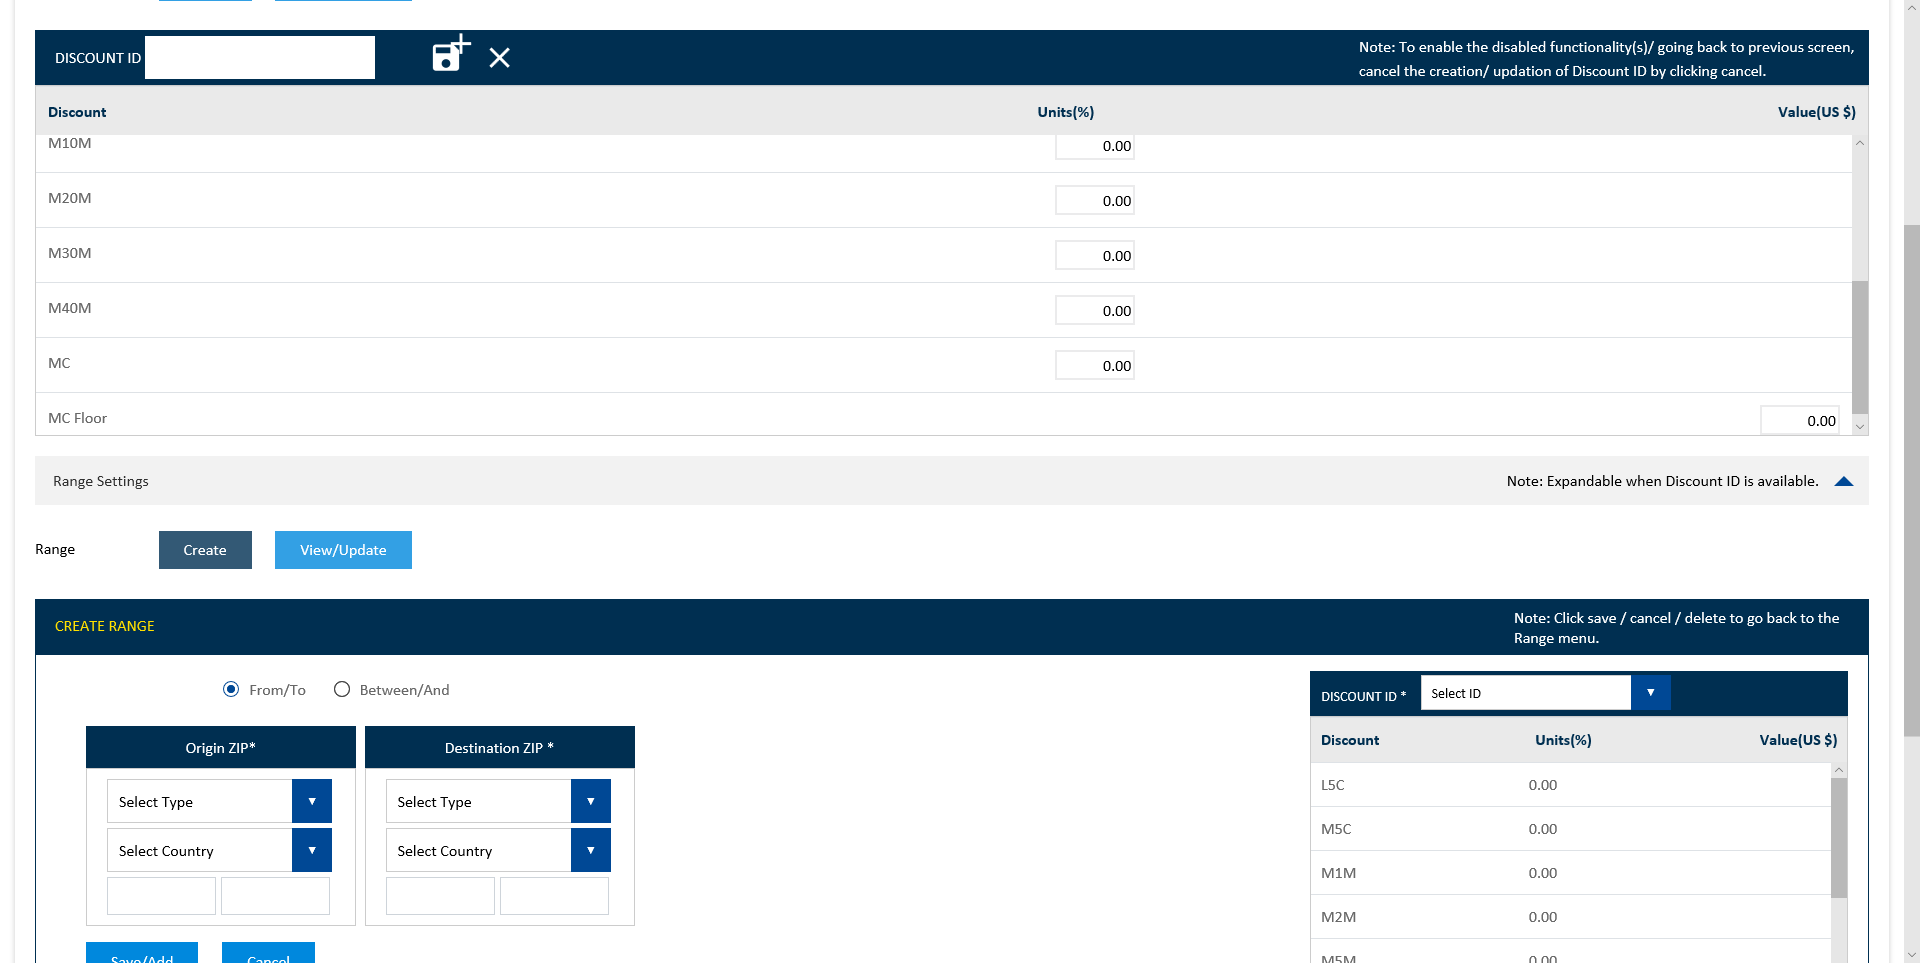 DISCOUNT ID
Note: To enable the disabled functionality(s)/ going back to previous screen,
cancel the creation/ updation of Discount ID by clicking cancel.
Discount Units(%) Value(US $)
M10M 0.00
M20M 0.00
M30M 0.00
M40M 0.00
MC 0.00
MC Floor 0.00
Range Settings Note: Expandable when Discount ID is available.
Range Create View/Update
CREATE RANGE
Note: Click save / cancel / delete to go back to the
Range menu.
From/To Between/And
Origin ZIP* Destination ZIP *
Select Type Select Type
Select Country Select Country
Save/Add Cancel
DISCOUNT ID * Select ID
Discount Units(%) Value(US $)
L5C 0.00
M5C 0.00
M1M 0.00
M2M 0.00
M5M 0.00